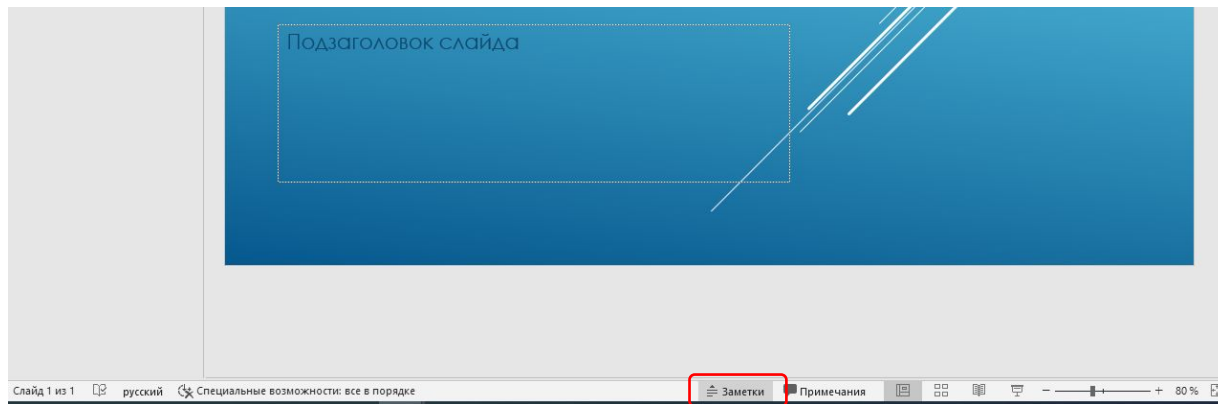 Подзаголовок слайда
Слайд 1 из 1 русский Специальные возможности: все в порядке Заметки Примечания − + 80 %